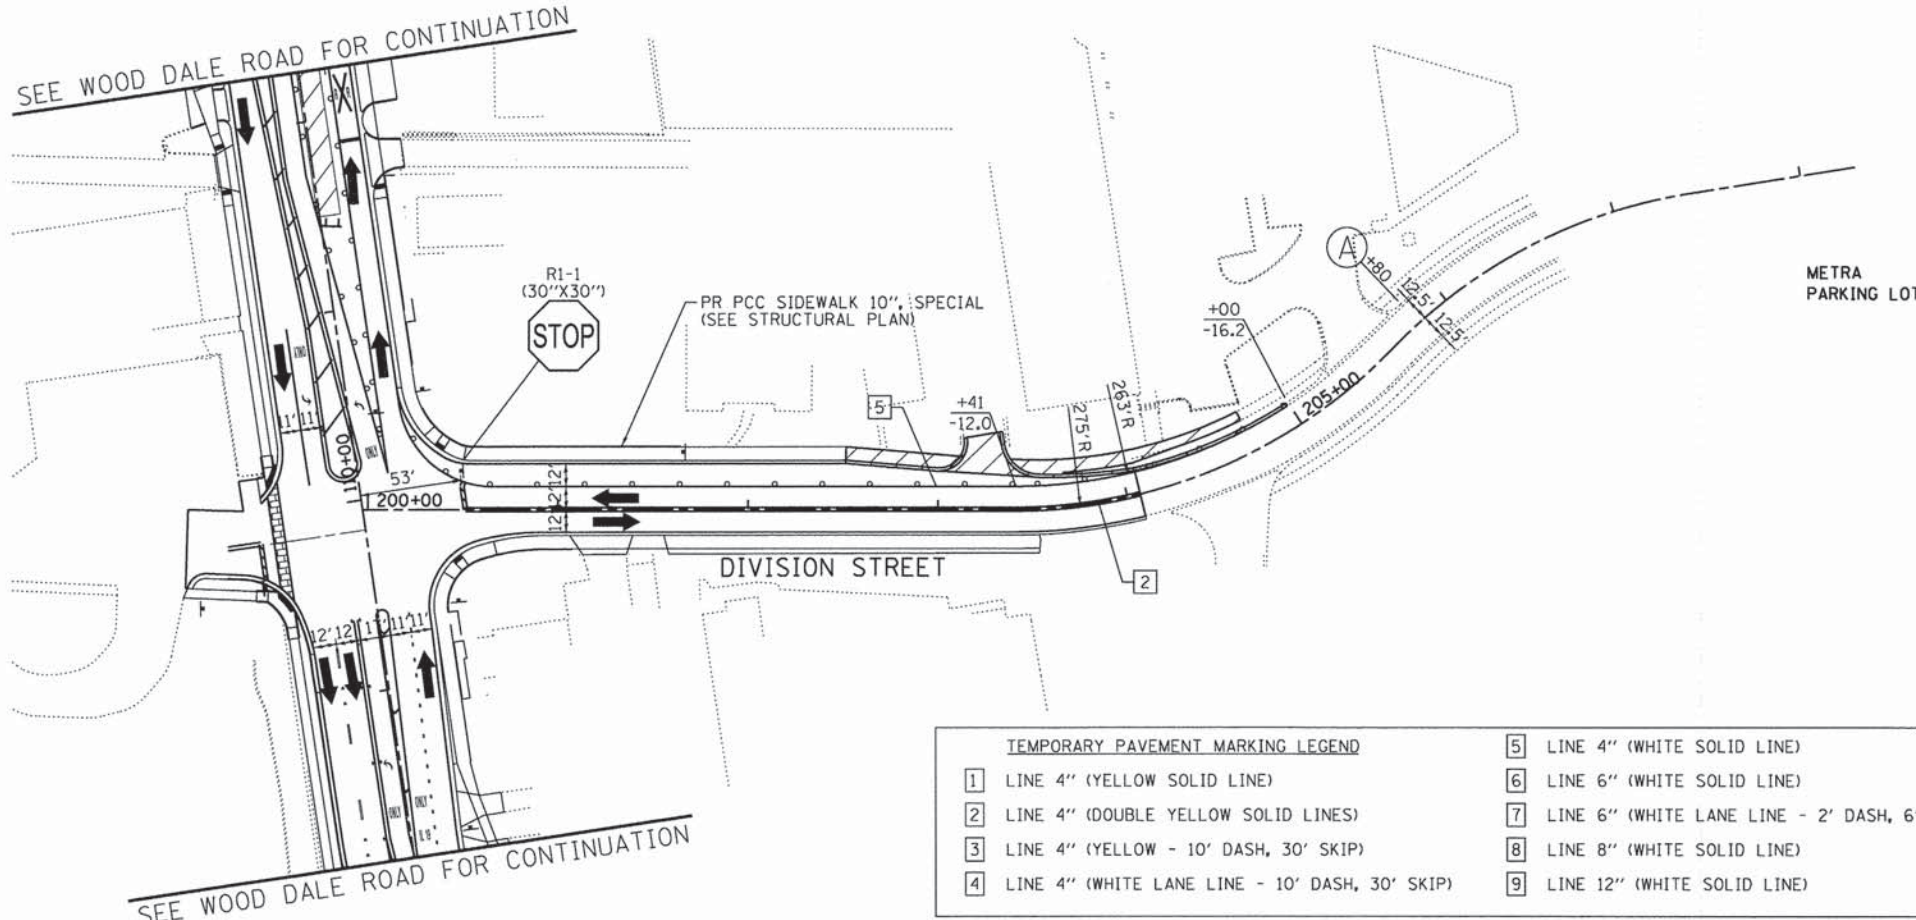 SEE WOOD DALE ROAD FOR CONTINUATION
R1-1
(30"X30")
STOP
PR PCC SIDEWALK 10", SPECIAL
(SEE STRUCTURAL PLAN)
A
+80
12.5'
12.5'
METRA
PARKING LOT
+00
-16.2
205+00
5
+41
-12.0
275'R
263'R
ONLY
11' 11'
ONLY
53'
200+00
12'
12'
12'
DIVISION STREET
2
12' 12' 11' 11' 11'
ONLY
ONLY
SEE WOOD DALE ROAD FOR CONTINUATION
TEMPORARY PAVEMENT MARKING LEGEND
1 LINE 4" (YELLOW SOLID LINE)
2 LINE 4" (DOUBLE YELLOW SOLID LINES)
3 LINE 4" (YELLOW - 10' DASH, 30' SKIP)
4 LINE 4" (WHITE LANE LINE - 10' DASH, 30' SKIP)
5 LINE 4" (WHITE SOLID LINE)
6 LINE 6" (WHITE SOLID LINE)
7 LINE 6" (WHITE LANE LINE - 2' DASH, 6'
8 LINE 8" (WHITE SOLID LINE)
9 LINE 12" (WHITE SOLID LINE)